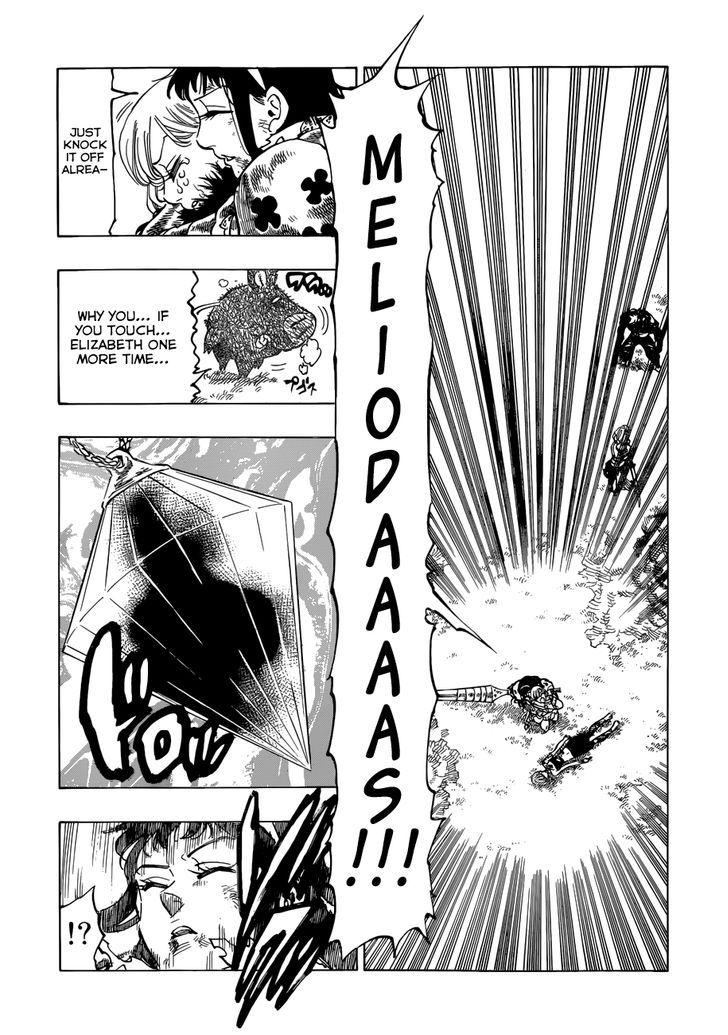 MELIODAAAAS!!!
JUST
KNOCK
IT OFF
ALREA-
WHY YOU... IF
YOU TOUCH...
ELIZABETH ONE
MORE TIME...
!?